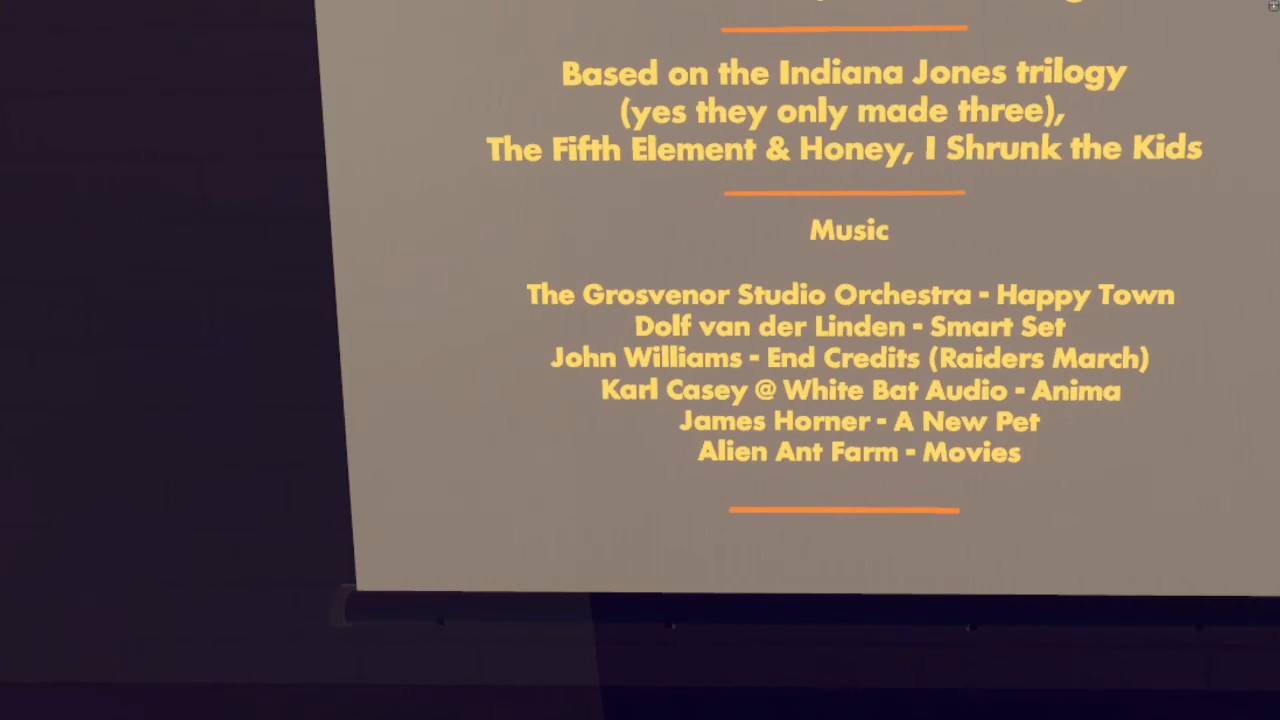 Based on the Indiana Jones trilogy
(yes they only made three),
The Fifth Element & Honey, I Shrunk the Kids
Music
The Grosvenor Studio Orchestra - Happy Town
Dolf van der Linden - Smart Set
John Williams - End Credits (Raiders March)
Karl Casey @ White Bat Audio - Anima
James Horner - A New Pet
Alien Ant Farm - Movies